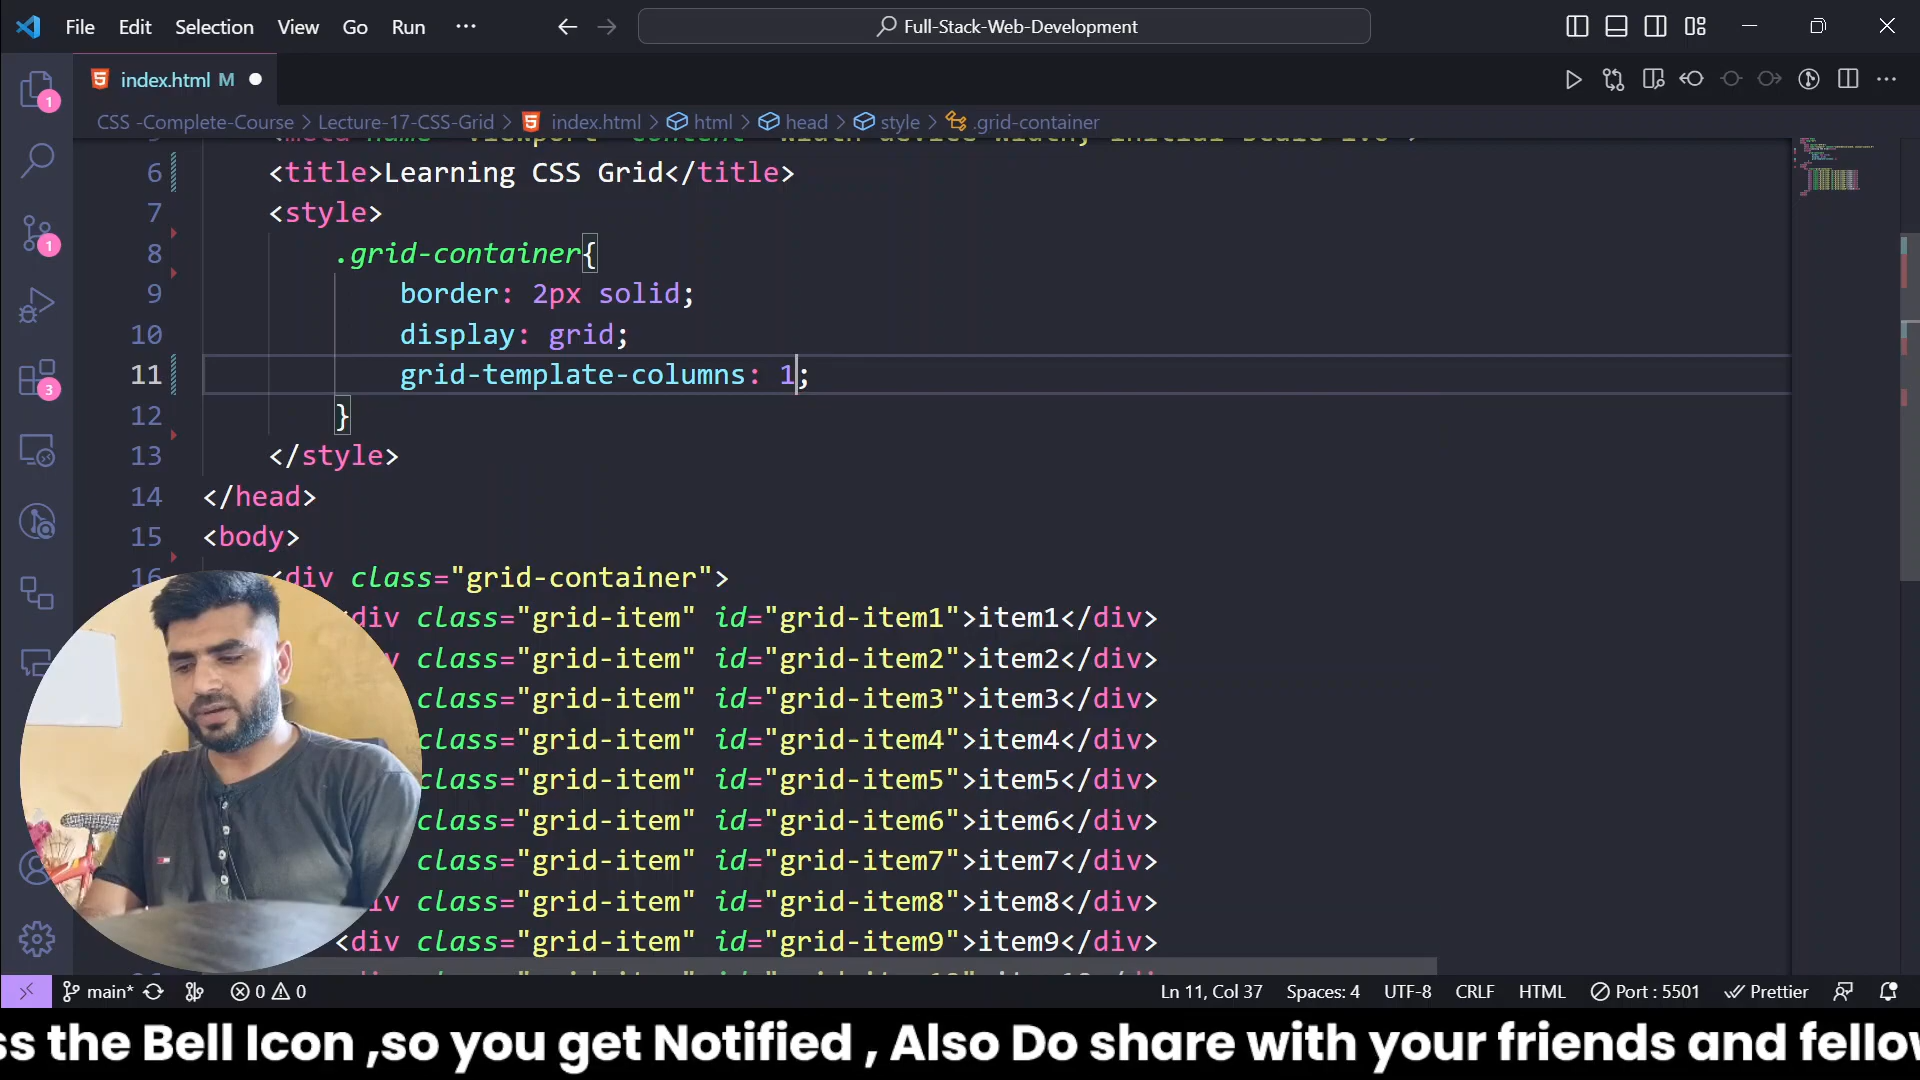 File Edit Selection View Go Run ··· Full-Stack-Web-Development
index.html M
CSS -Complete-Course > Lecture-17-CSS-Grid > index.html > html > head > style > .grid-container
6 <title>Learning CSS Grid</title>
7 <style>
8 .grid-container{
9 border: 2px solid;
10 display: grid;
11 grid-template-columns: 1;
12 }
13 </style>
14 </head>
15 <body>
16 <div class="grid-container">
<div class="grid-item" id="grid-item1">item1</div>
class="grid-item" id="grid-item2">item2</div>
class="grid-item" id="grid-item3">item3</div>
class="grid-item" id="grid-item4">item4</div>
class="grid-item" id="grid-item5">item5</div>
class="grid-item" id="grid-item6">item6</div>
class="grid-item" id="grid-item7">item7</div>
class="grid-item" id="grid-item8">item8</div>
<div class="grid-item" id="grid-item9">item9</div>
main* 0 0 Ln 11, Col 37 Spaces: 4 UTF-8 CRLF HTML Port : 5501 Prettier
ss the Bell Icon ,so you get Notified , Also Do share with your friends and fellow